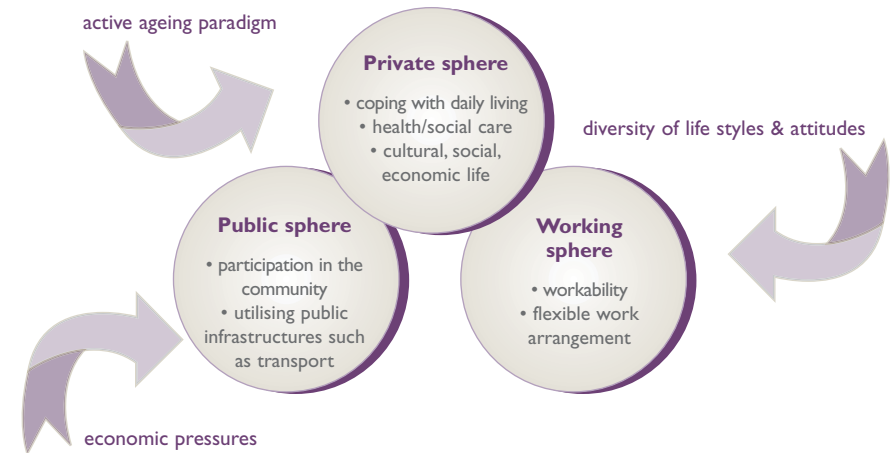 active ageing paradigm
Private sphere
• coping with daily living
• health/social care
• cultural, social,
economic life
diversity of life styles & attitudes
Public sphere
• participation in the
community
• utilising public
infrastructures such
as transport
Working
sphere
• workability
• flexible work
arrangement
economic pressures